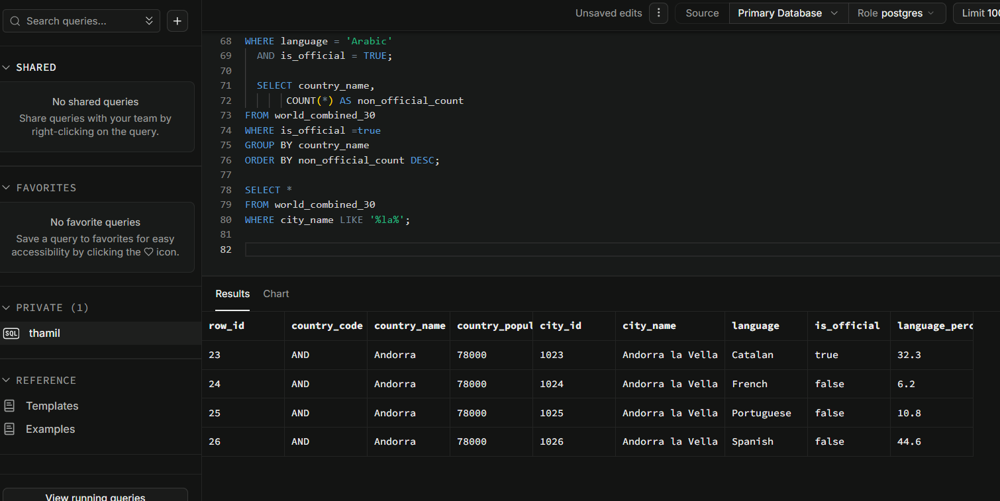 Search queries...
SHARED
No shared queries
Share queries with your team by
right-clicking on the query.
FAVORITES
No favorite queries
Save a query to favorites for easy
accessibility by clicking the ♡ icon.
PRIVATE (1)
SQL thamil
REFERENCE
Templates
Examples
View running queries
Unsaved edits Source Primary Database Role postgres Limit 100
68 WHERE language = 'Arabic'
69 AND is_official = TRUE;
70
71 SELECT country_name,
72 COUNT(*) AS non_official_count
73 FROM world_combined_30
74 WHERE is_official =true
75 GROUP BY country_name
76 ORDER BY non_official_count DESC;
77
78 SELECT *
79 FROM world_combined_30
80 WHERE city_name LIKE '%la%';
81
82
Results Chart
row_id country_code country_name country_popul city_id city_name language is_official language_perc
23 AND Andorra 78000 1023 Andorra la Vella Catalan true 32.3
24 AND Andorra 78000 1024 Andorra la Vella French false 6.2
25 AND Andorra 78000 1025 Andorra la Vella Portuguese false 10.8
26 AND Andorra 78000 1026 Andorra la Vella Spanish false 44.6